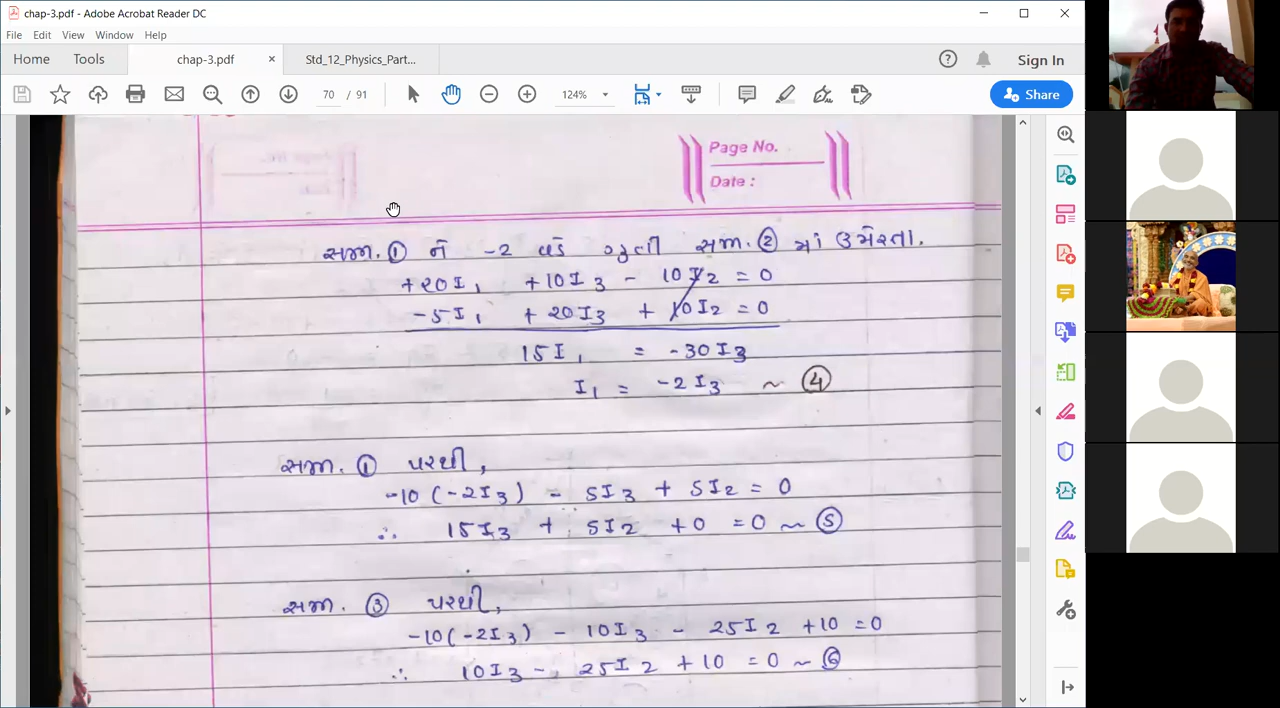 chap-3.pdf - Adobe Acrobat Reader DC
File Edit View Window Help
Home Tools chap-3.pdf × Std_12_Physics_Part... Sign In
70 / 91 124% Share
Page No.
Date :
સમી. ① ને -2 વડે ગુણી સમી. ② માં ઉમેરતા.
+20I₁ +10I₃ - 10I₂ = 0
-5I₁ + 20I₃ + 10I₂ = 0
15I₁ = -30I₃
I₁ = -2I₃ ~ ④
સમી. ① પરથી,
-10(-2I₃) - 5I₃ + 5I₂ = 0
∴ 15I₃ + 5I₂ + 0 = 0 ~ ⑤
સમી. ③ પરથી,
-10(-2I₃) - 10I₃ - 25I₂ +10 = 0
∴ 10I₃ - 25I₂ +10 = 0 ~ ⑥